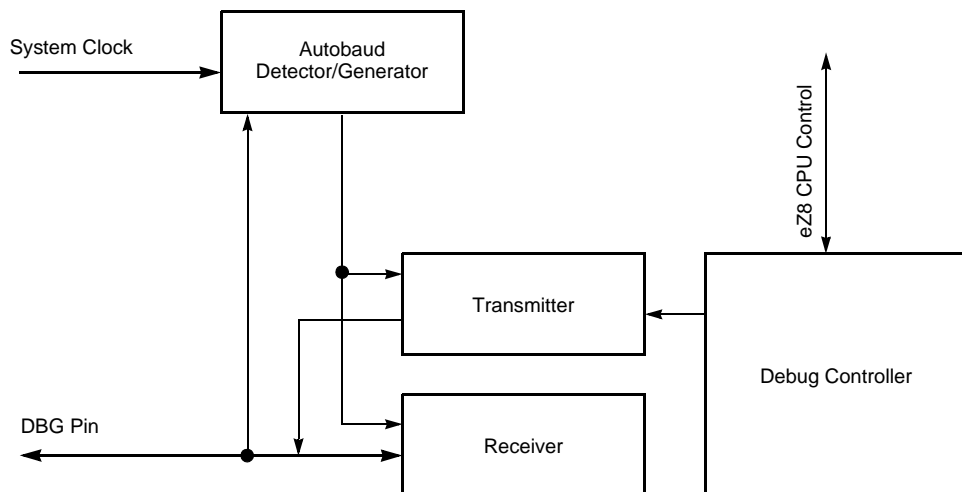 System Clock
Autobaud
Detector/Generator
eZ8 CPU Control
Transmitter
Debug Controller
DBG Pin
Receiver